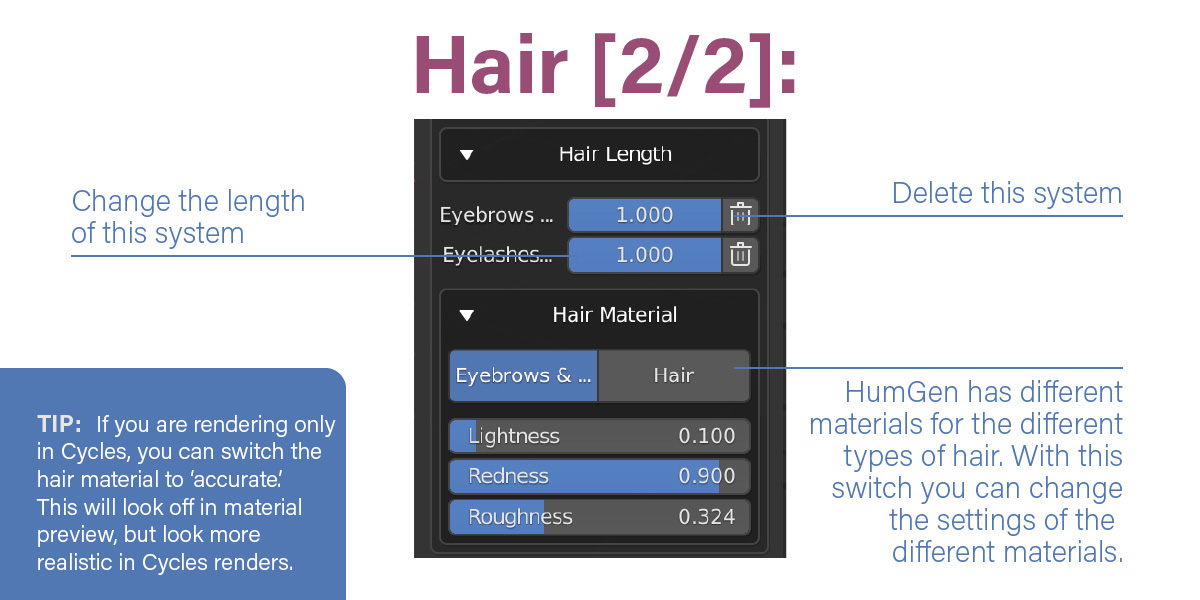 Hair [2/2]:
Hair Length
Change the length
of this system
Delete this system
Eyebrows ... 1.000
Eyelashes... 1.000
Hair Material
Eyebrows & ... Hair
Lightness 0.100
Redness 0.900
Roughness 0.324
HumGen has different
materials for the different
types of hair. With this
switch you can change
the settings of the
different materials.
TIP: If you are rendering only
in Cycles, you can switch the
hair material to ‘accurate.’
This will look off in material
preview, but look more
realistic in Cycles renders.